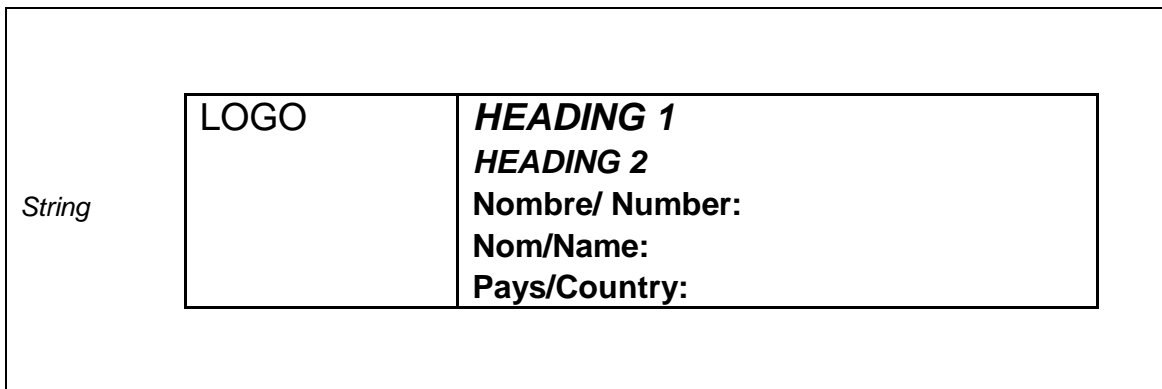 LOGO
HEADING 1
HEADING 2
String
Nombre/ Number:
Nom/Name:
Pays/Country: